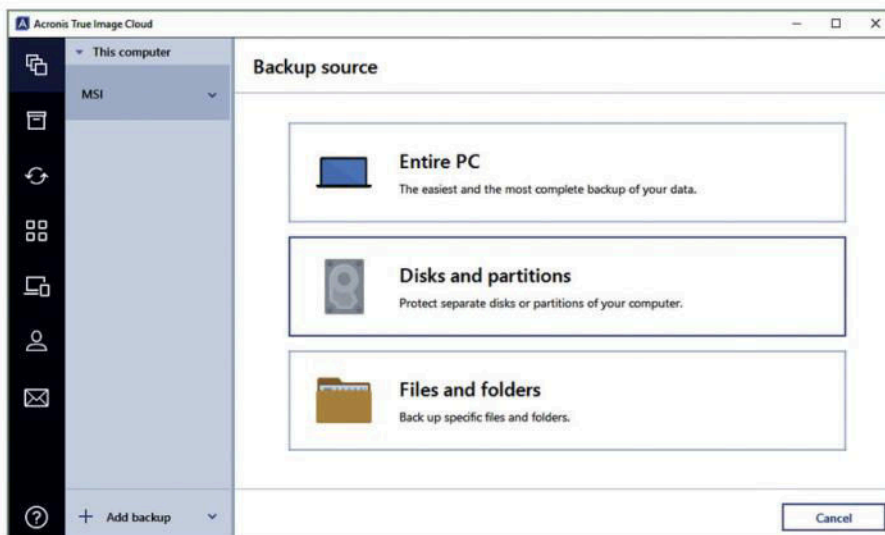 Acronis True Image Cloud
This computer
MSI
Backup source
Entire PC
The easiest and the most complete backup of your data.
Disks and partitions
Protect separate disks or partitions of your computer.
Files and folders
Back up specific files and folders.
Add backup
Cancel